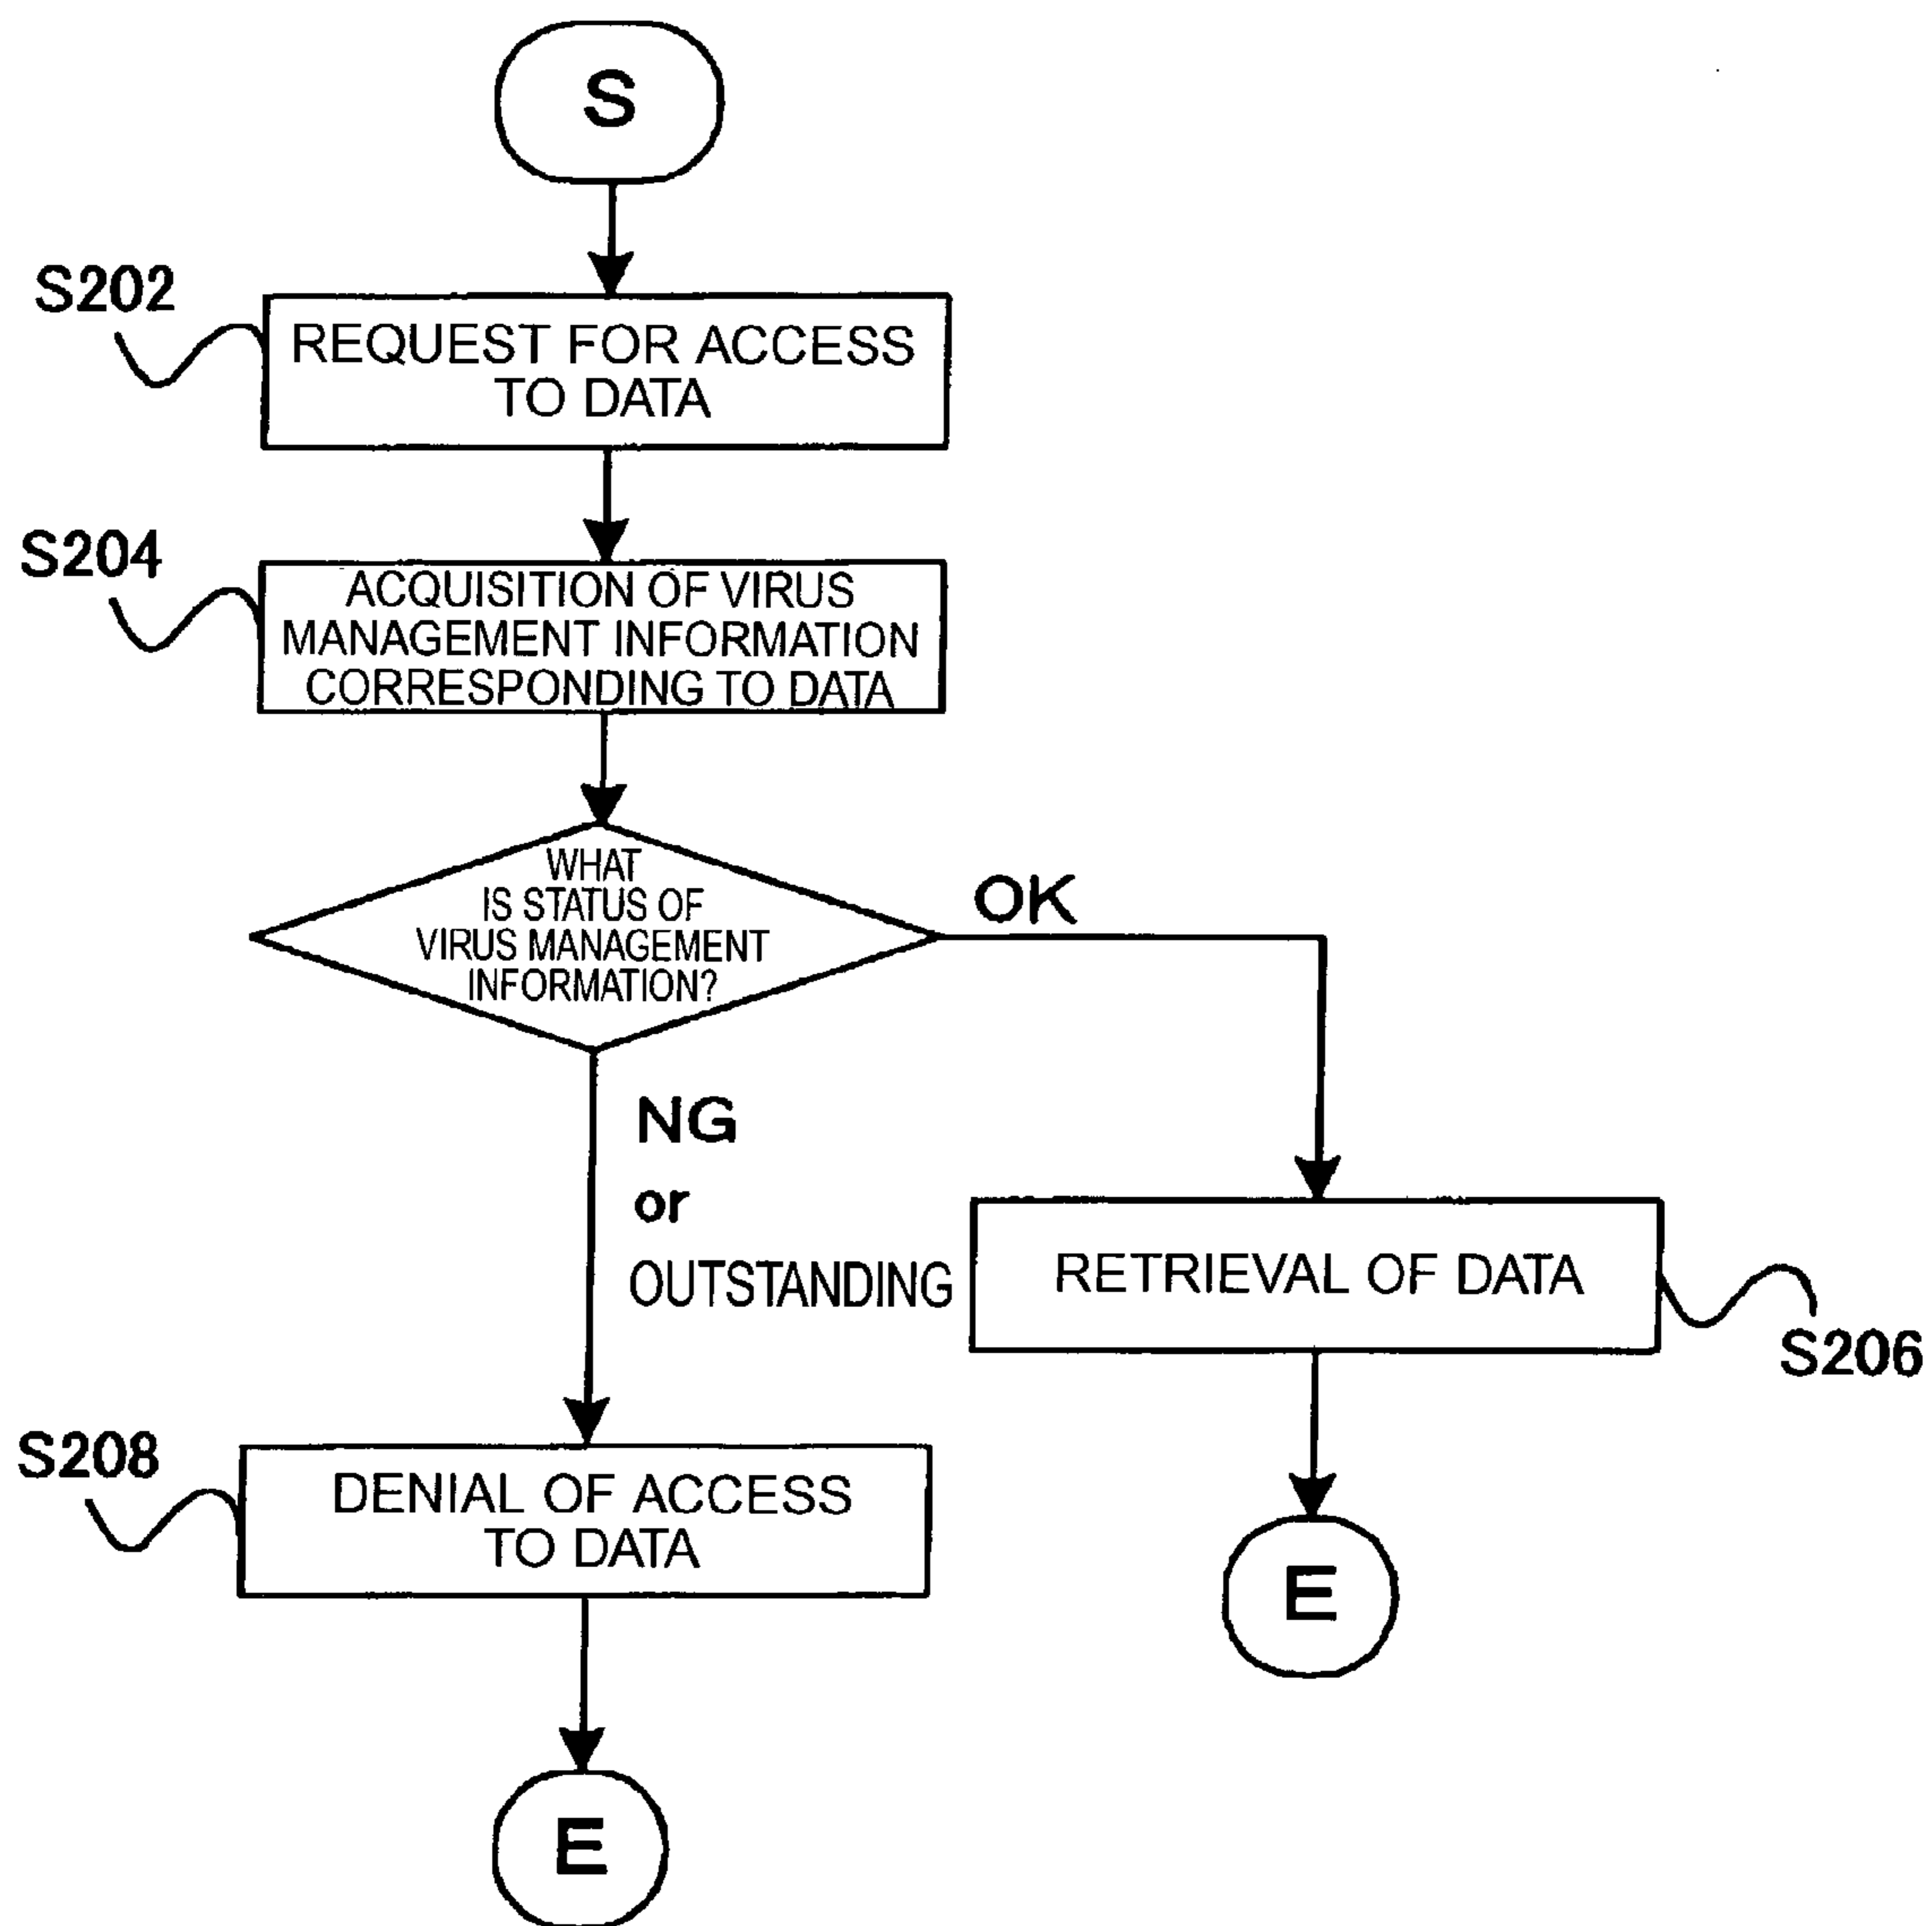 S
S202
REQUEST FOR ACCESS
TO DATA
S204
ACQUISITION OF VIRUS
MANAGEMENT INFORMATION
CORRESPONDING TO DATA
WHAT
IS STATUS OF
VIRUS MANAGEMENT
INFORMATION?
OK
NG
or
OUTSTANDING
RETRIEVAL OF DATA
S206
S208
DENIAL OF ACCESS
TO DATA
E
E